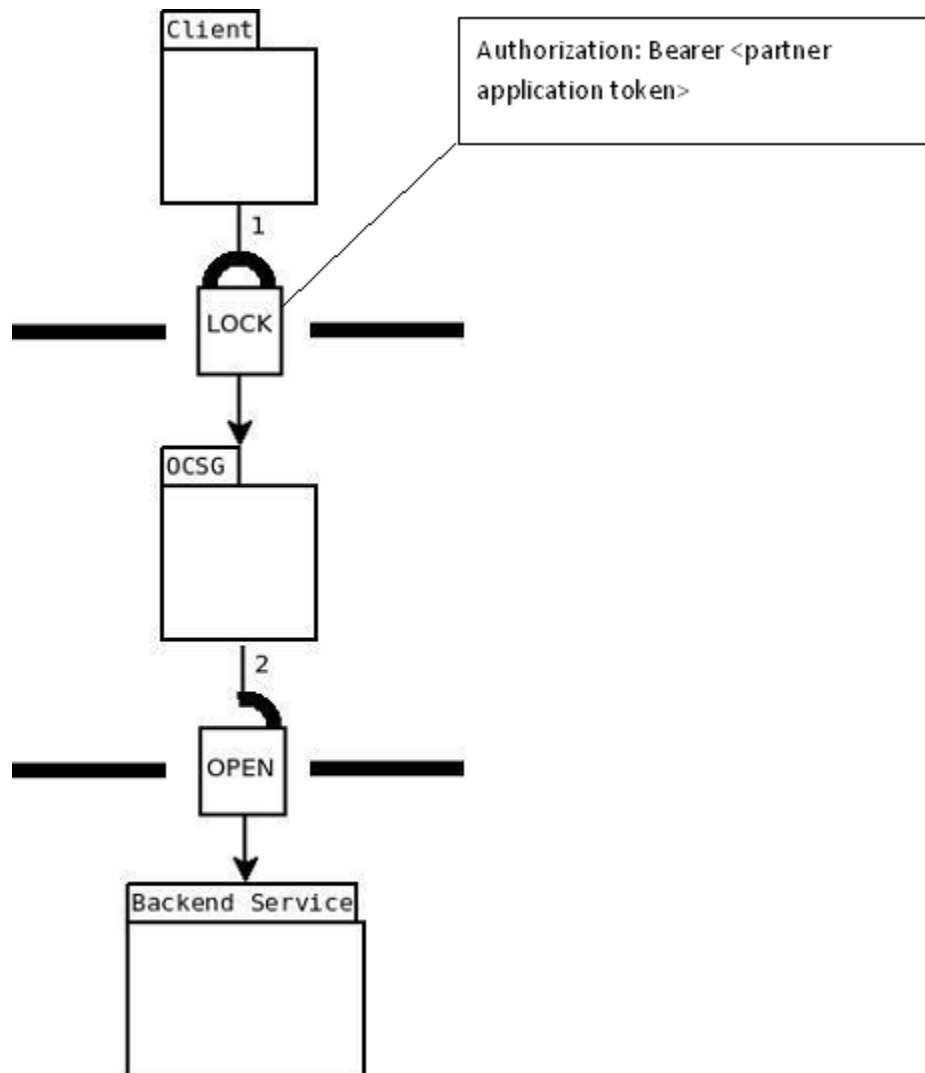 Client
Authorization: Bearer <partner
application token>
1
LOCK
OCSG
2
OPEN
Backend Service